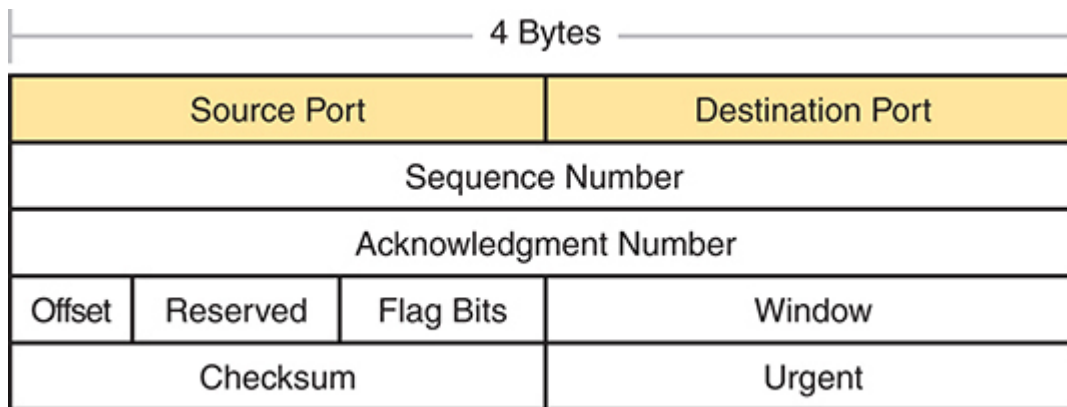 4 Bytes
Source Port Destination Port
Sequence Number
Acknowledgment Number
Offset Reserved Flag Bits Window
Checksum Urgent